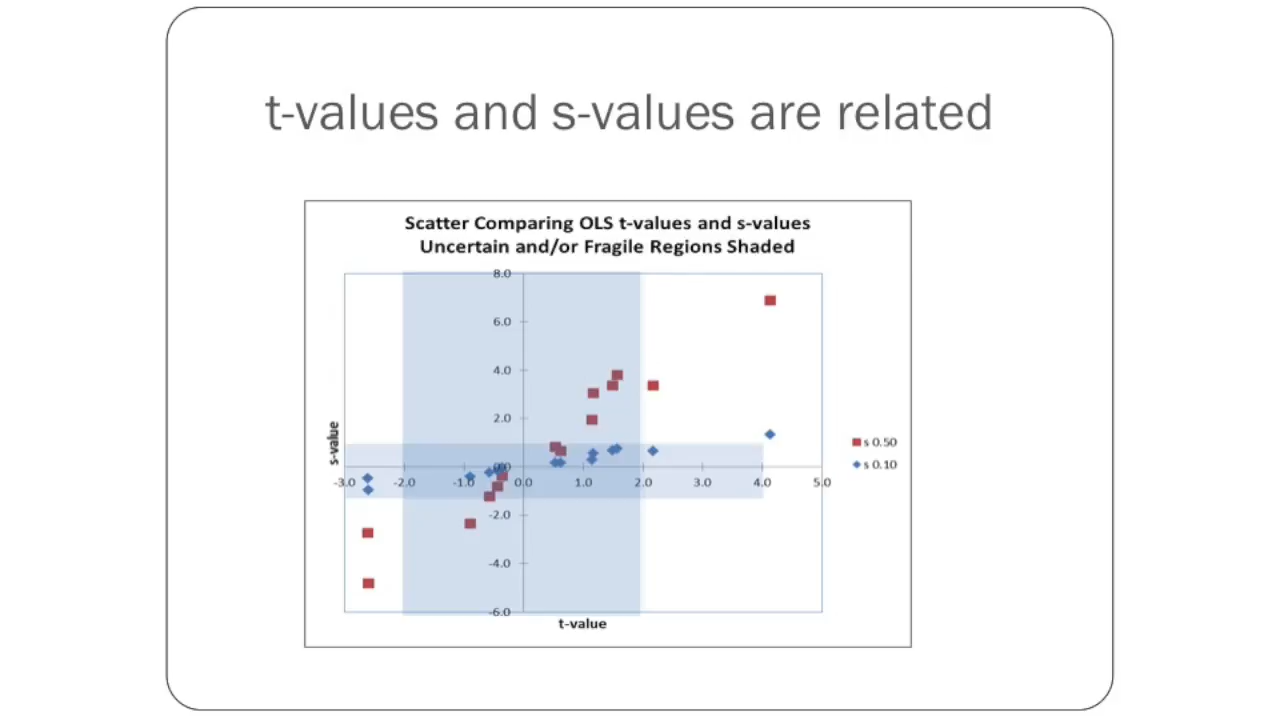 t-values and s-values are related
Scatter Comparing OLS t-values and s-values
Uncertain and/or Fragile Regions Shaded
8.0
6.0
4.0
2.0
0.0
-2.0
-4.0
-6.0
-3.0 -2.0 -1.0 0.0 1.0 2.0 3.0 4.0 5.0
s-value
t-value
s 0.50
s 0.10